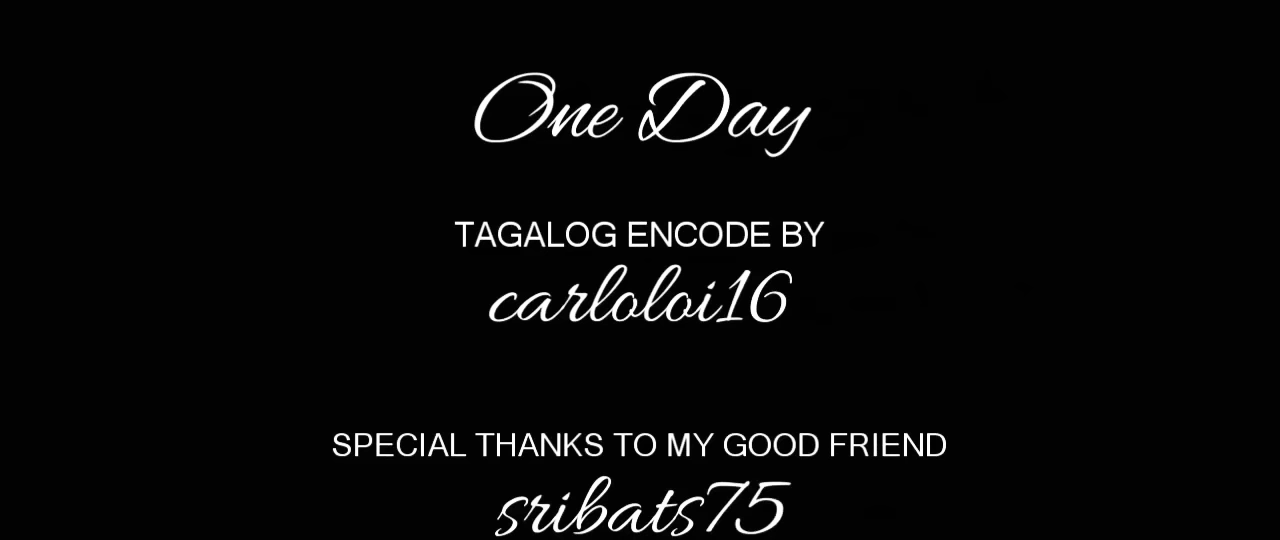 One Day
TAGALOG ENCODE BY
carloloi16
SPECIAL THANKS TO MY GOOD FRIEND
sribats75